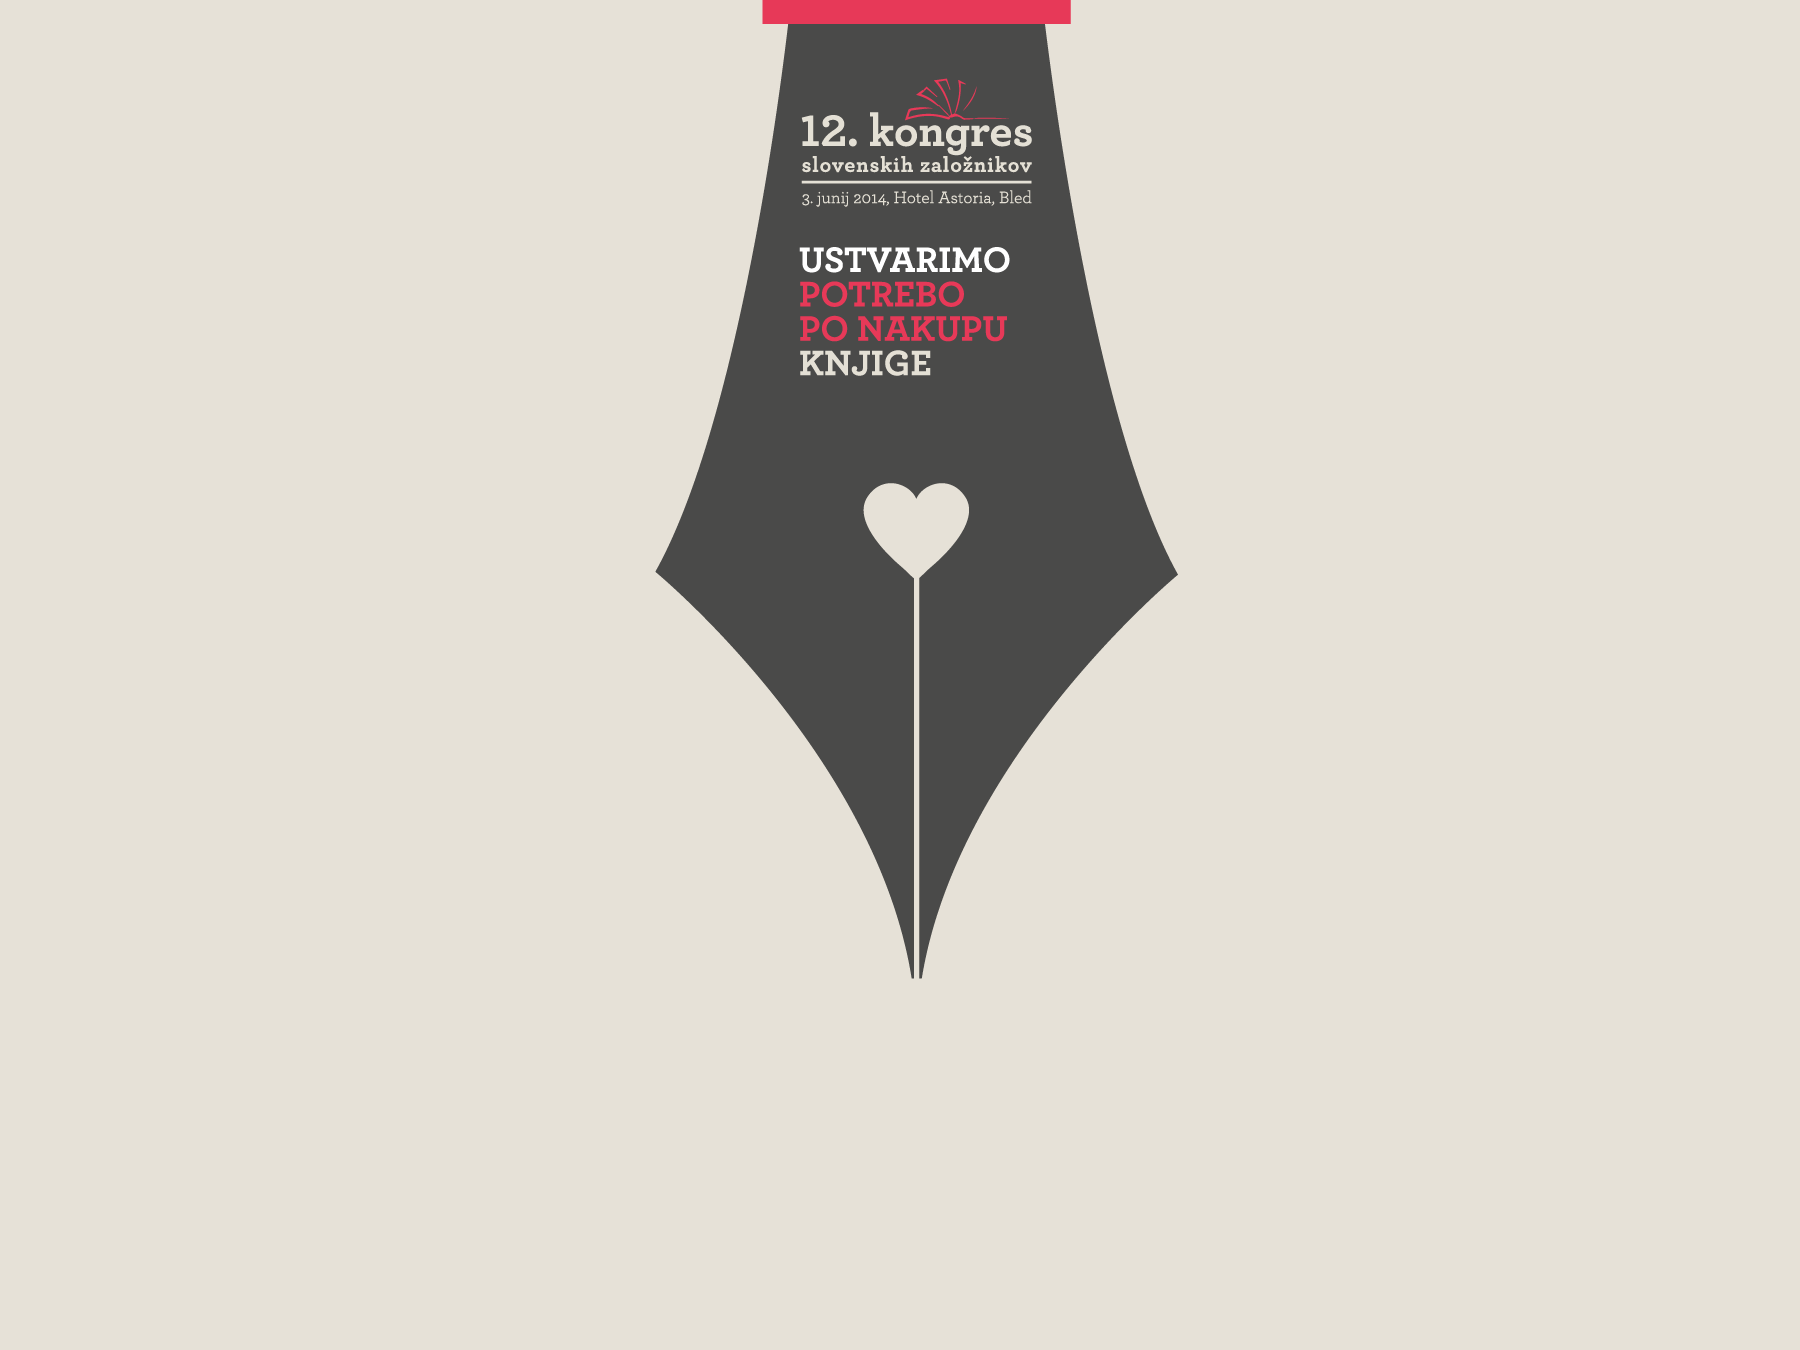 12. kongres
slovenskih založnikov
3. junij 2014, Hotel Astoria, Bled
USTVARIMO
POTREBO
PO NAKUPU
KNJIGE